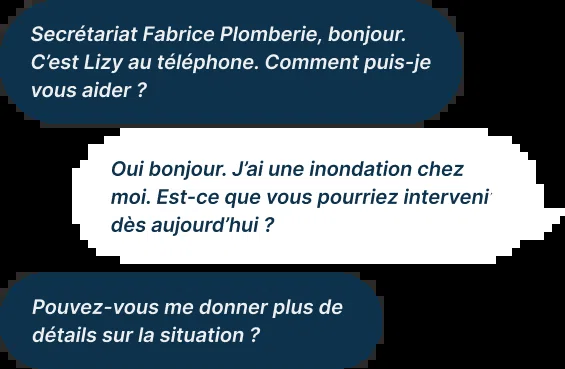 Secrétariat Fabrice Plomberie, bonjour.
C’est Lizy au téléphone. Comment puis-je
vous aider ?
Oui bonjour. J’ai une inondation chez
moi. Est-ce que vous pourriez intervenir
dès aujourd’hui ?
Pouvez-vous me donner plus de
détails sur la situation ?